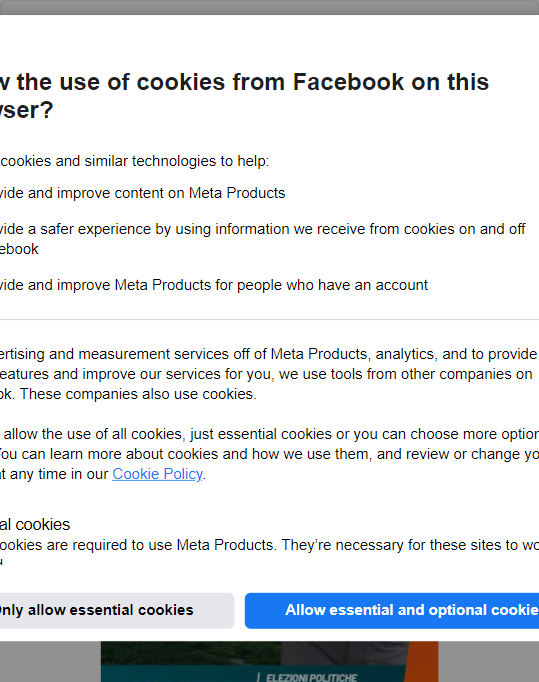 w the use of cookies from Facebook on this
wser?
cookies and similar technologies to help:
vide and improve content on Meta Products
vide a safer experience by using information we receive from cookies on and off
ebook
vide and improve Meta Products for people who have an account
ertising and measurement services off of Meta Products, analytics, and to provide
eatures and improve our services for you, we use tools from other companies on
ok. These companies also use cookies.
allow the use of all cookies, just essential cookies or you can choose more option
You can learn more about cookies and how we use them, and review or change yo
at any time in our Cookie Policy.
al cookies
ookies are required to use Meta Products. They're necessary for these sites to wo
Only allow essential cookies
Allow essential and optional cookie
ELEZIONI POLITICHE